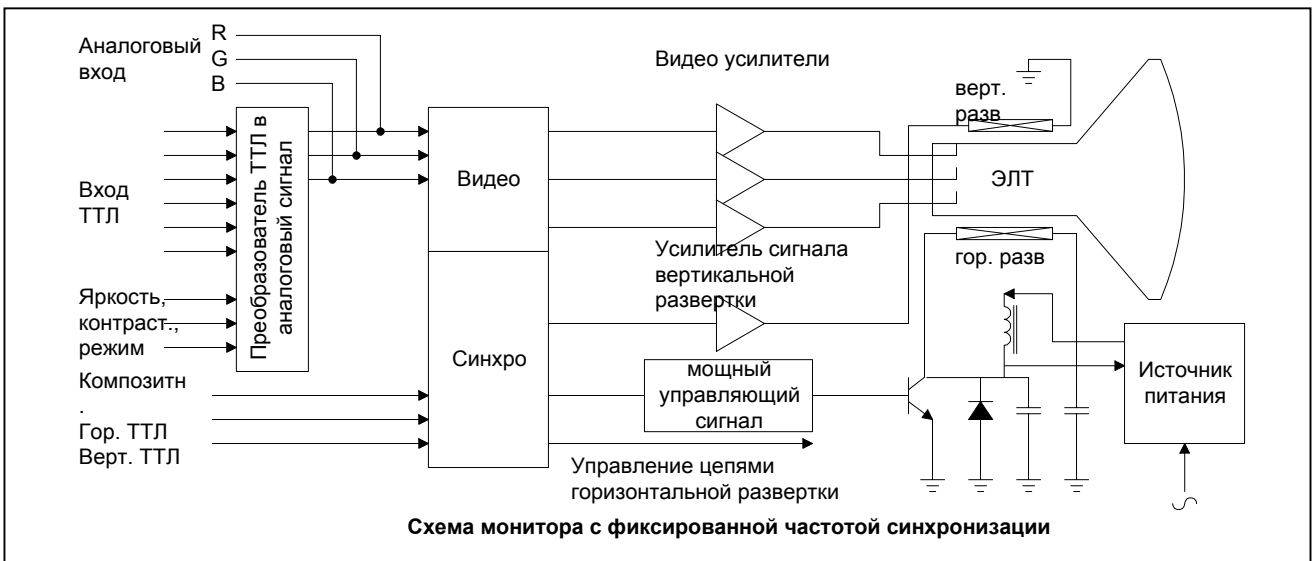 Аналоговый
вход
R
G
B
Видео усилители
верт.
разв
Преобразователь ТТЛ в
аналоговый сигнал
Вход
ТТЛ
Видео
ЭЛТ
Усилитель сигнала
вертикальной
развертки
гор. разв
Яркость,
контраст.,
режим
Синхро
мощный
управляющий
сигнал
Источник
питания
Композитн
.
Гор. ТТЛ
Верт. ТТЛ
Управление цепями
горизонтальной развертки
Схема монитора с фиксированной частотой синхронизации